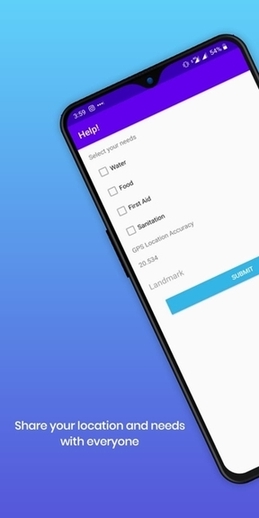 3:59
54%
Help!
Select your needs
Water
Food
First Aid
Sanitation
GPS Location Accuracy
20.534
Landmark
SUBMIT
Share your location and needs
with everyone